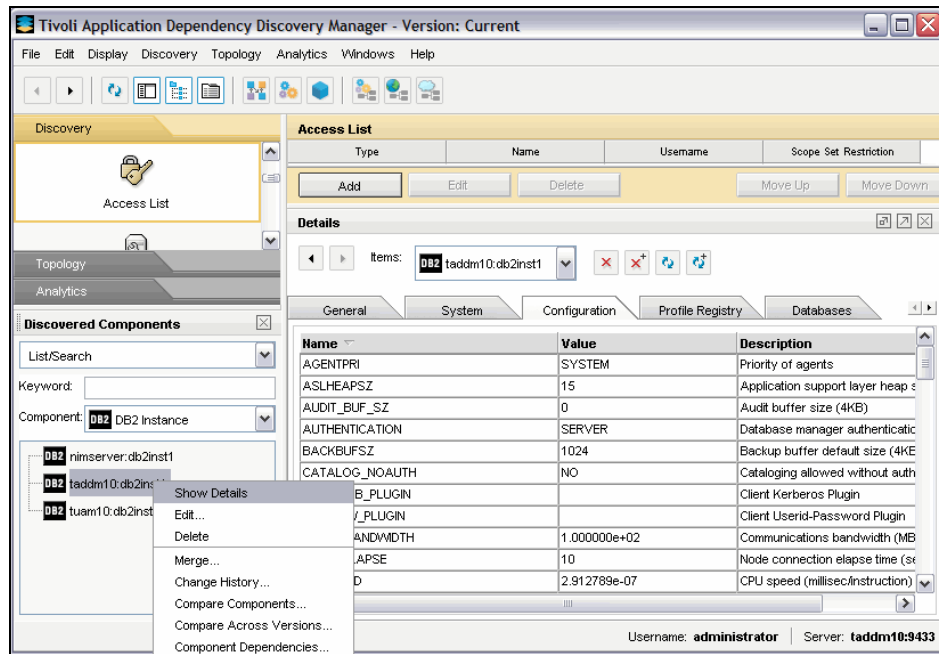 Tivoli Application Dependency Discovery Manager - Version: Current
File Edit Display Discovery Topology Analytics Windows Help
Discovery
Access List
Topology
Analytics
Discovered Components
List/Search
Keyword:
Component: DB2 DB2 Instance
DB2 nimserver:db2inst1
DB2 taddm10:db2inst
DB2 tuam10:db2inst
Show Details
Edit...
Delete
Merge...
Change History...
Compare Components...
Compare Across Versions...
Component Dependencies...
Access List
Type Name Username Scope Set Restriction
Add Edit Delete Move Up Move Down
Details
Items: DB2 taddm10:db2inst1
General System Configuration Profile Registry Databases
Name Value Description
AGENTPRI SYSTEM Priority of agents
ASLHEAPSZ 15 Application support layer heap s
AUDIT_BUF_SZ 0 Audit buffer size (4KB)
AUTHENTICATION SERVER Database manager authenticatio
BACKBUFSZ 1024 Backup buffer default size (4KB
CATALOG_NOAUTH NO Cataloging allowed without auth
B_PLUGIN Client Kerberos Plugin
_PLUGIN Client Userid-Password Plugin
ANDWIDTH 1.000000e+02 Communications bandwidth (MB
APSE 10 Node connection elapse time (se
D 2.912789e-07 CPU speed (millisec/instruction)
Username: administrator Server: taddm10:9433